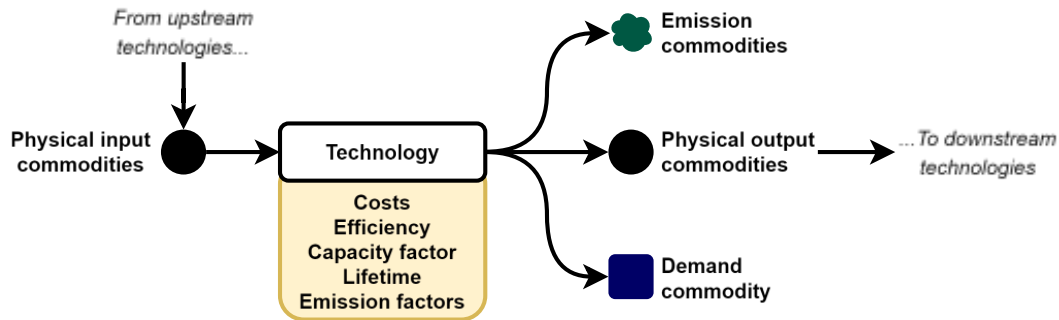 From upstream
technologies...
Physical input
commodities
Technology
Costs
Efficiency
Capacity factor
Lifetime
Emission factors
Emission
commodities
Physical output
commodities
...To downstream
technologies
Demand
commodity